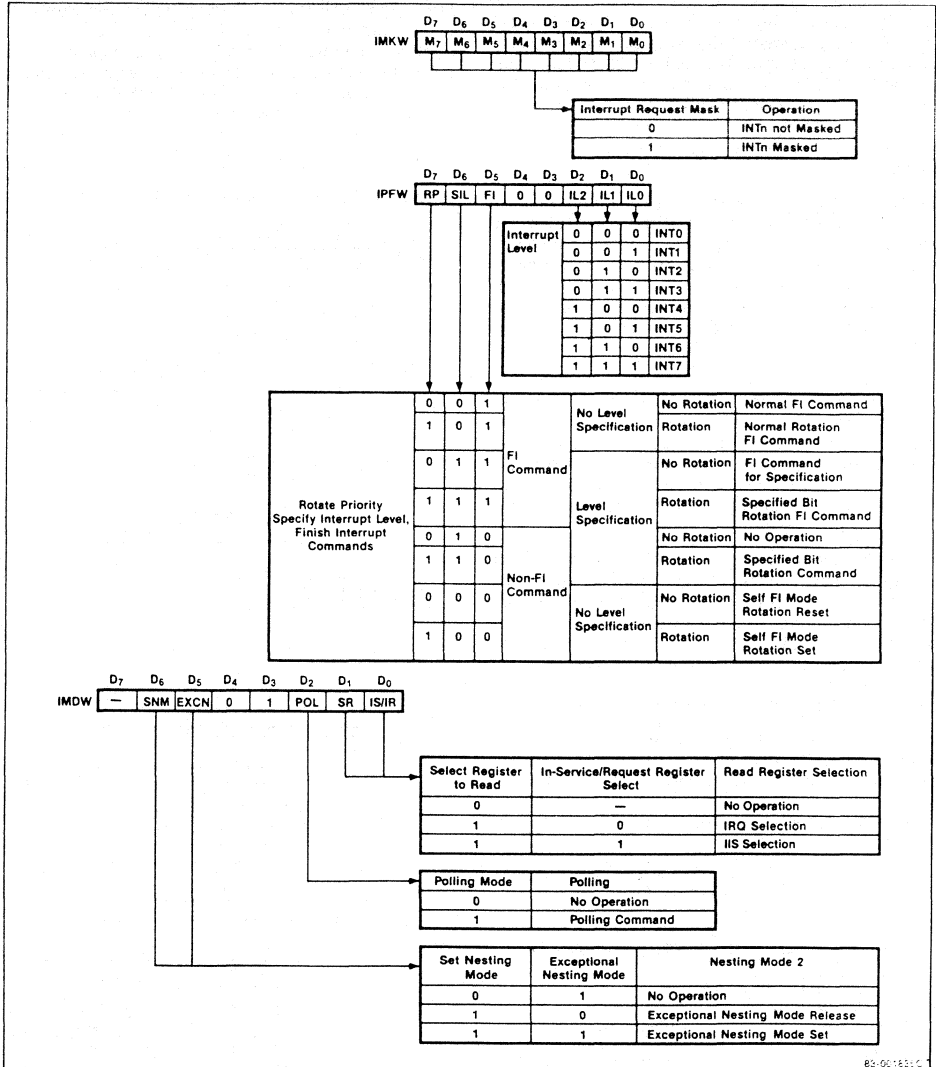 D7 D6 D5 D4 D3 D2 D1 D0
IMKW M7 M6 M5 M4 M3 M2 M1 M0
Interrupt Request Mask Operation
0 INTn not Masked
1 INTn Masked
D7 D6 D5 D4 D3 D2 D1 D0
IPFW RP SIL FI 0 0 IL2 IL1 IL0
Interrupt Level
0 0 0 INT0
0 0 1 INT1
0 1 0 INT2
0 1 1 INT3
1 0 0 INT4
1 0 1 INT5
1 1 0 INT6
1 1 1 INT7
Rotate Priority
Specify Interrupt Level,
Finish Interrupt
Commands
FI Command
Non-FI Command
No Level Specification
Level Specification
No Level Specification
0 0 1 No Rotation Normal FI Command
1 0 1 Rotation Normal Rotation FI Command
0 1 1 No Rotation FI Command for Specification
1 1 1 Rotation Specified Bit Rotation FI Command
0 1 0 No Rotation No Operation
1 1 0 Rotation Specified Bit Rotation Command
0 0 0 No Rotation Self FI Mode Rotation Reset
1 0 0 Rotation Self FI Mode Rotation Set
D7 D6 D5 D4 D3 D2 D1 D0
IMDW — SNM EXCN 0 1 POL SR IS/IR
Select Register to Read In-Service/Request Register Select Read Register Selection
0 — No Operation
1 0 IRQ Selection
1 1 IIS Selection
Polling Mode Polling
0 No Operation
1 Polling Command
Set Nesting Mode Exceptional Nesting Mode Nesting Mode 2
0 1 No Operation
1 0 Exceptional Nesting Mode Release
1 1 Exceptional Nesting Mode Set